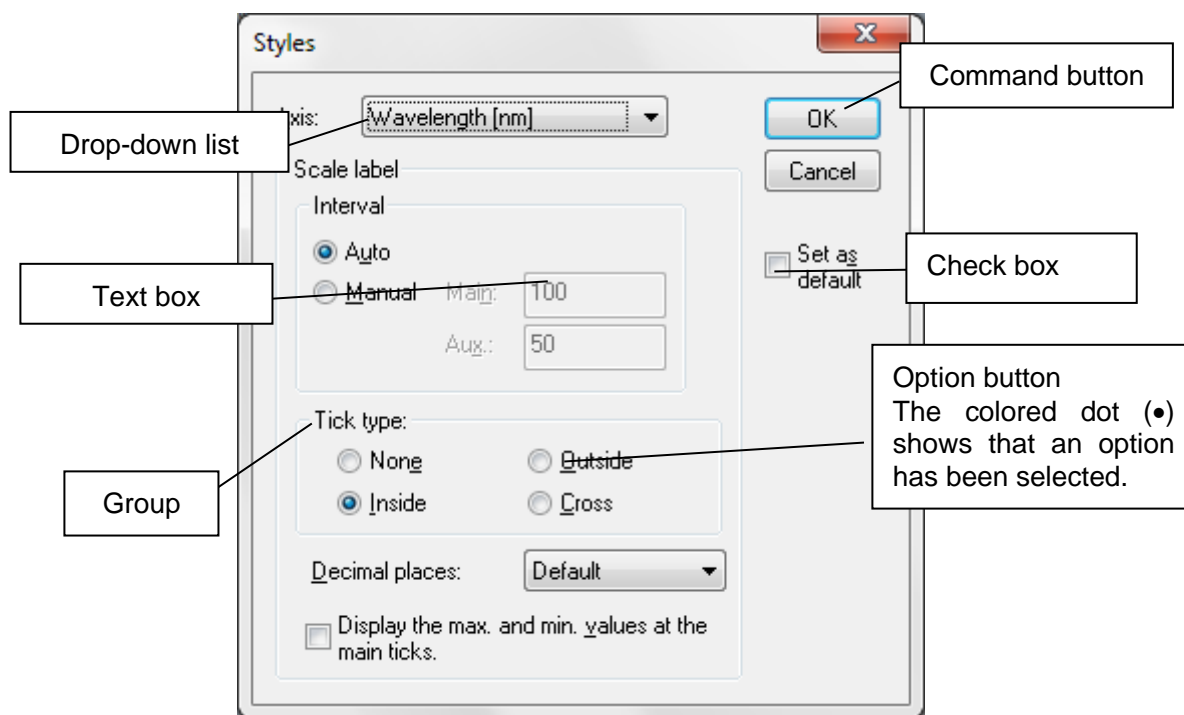 Styles
Command button
xis:
Wavelength [nm]
OK
Drop-down list
Cancel
Scale label
Interval
Auto
Set as
default
Check box
Text box
Manual
Main:
100
Aux.:
50
Option button
The colored dot (•)
shows that an option
has been selected.
Tick type:
None
Outside
Group
Inside
Cross
Decimal places:
Default
Display the max. and min. values at the
main ticks.